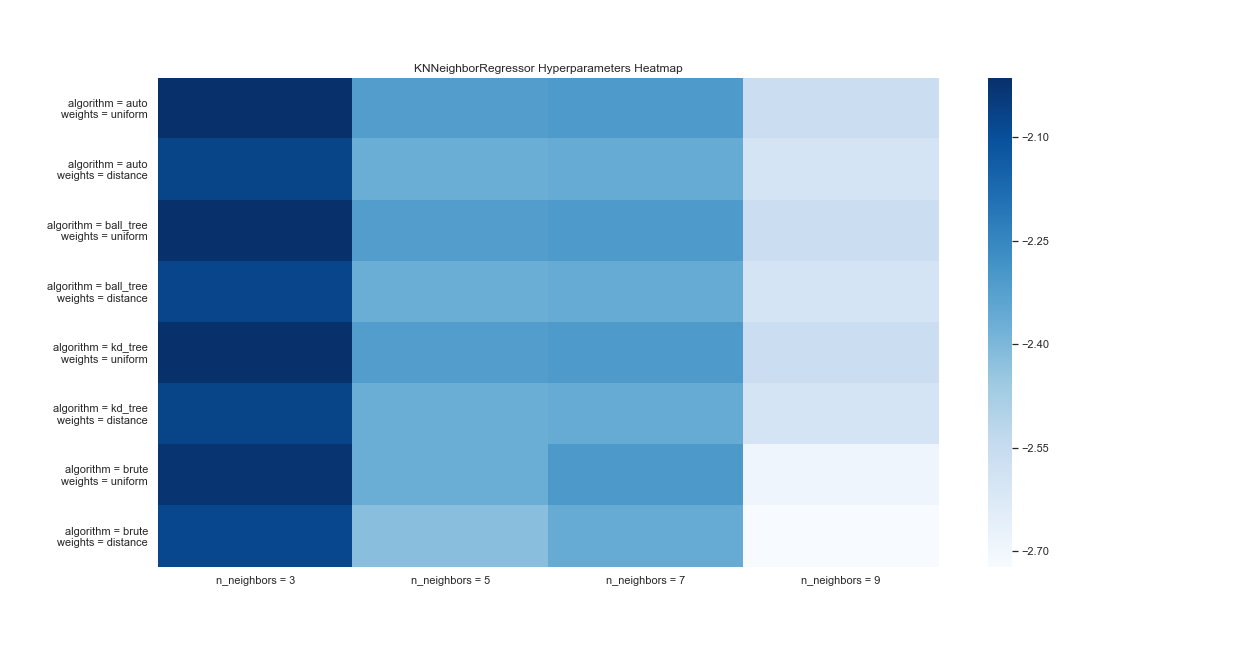 KNNeighborRegressor Hyperparameters Heatmap
algorithm = auto
weights = uniform
algorithm = auto
weights = distance
algorithm = ball_tree
weights = uniform
algorithm = ball_tree
weights = distance
algorithm = kd_tree
weights = uniform
algorithm = kd_tree
weights = distance
algorithm = brute
weights = uniform
algorithm = brute
weights = distance
n_neighbors = 3
n_neighbors = 5
n_neighbors = 7
n_neighbors = 9
−2.10
−2.25
−2.40
−2.55
−2.70